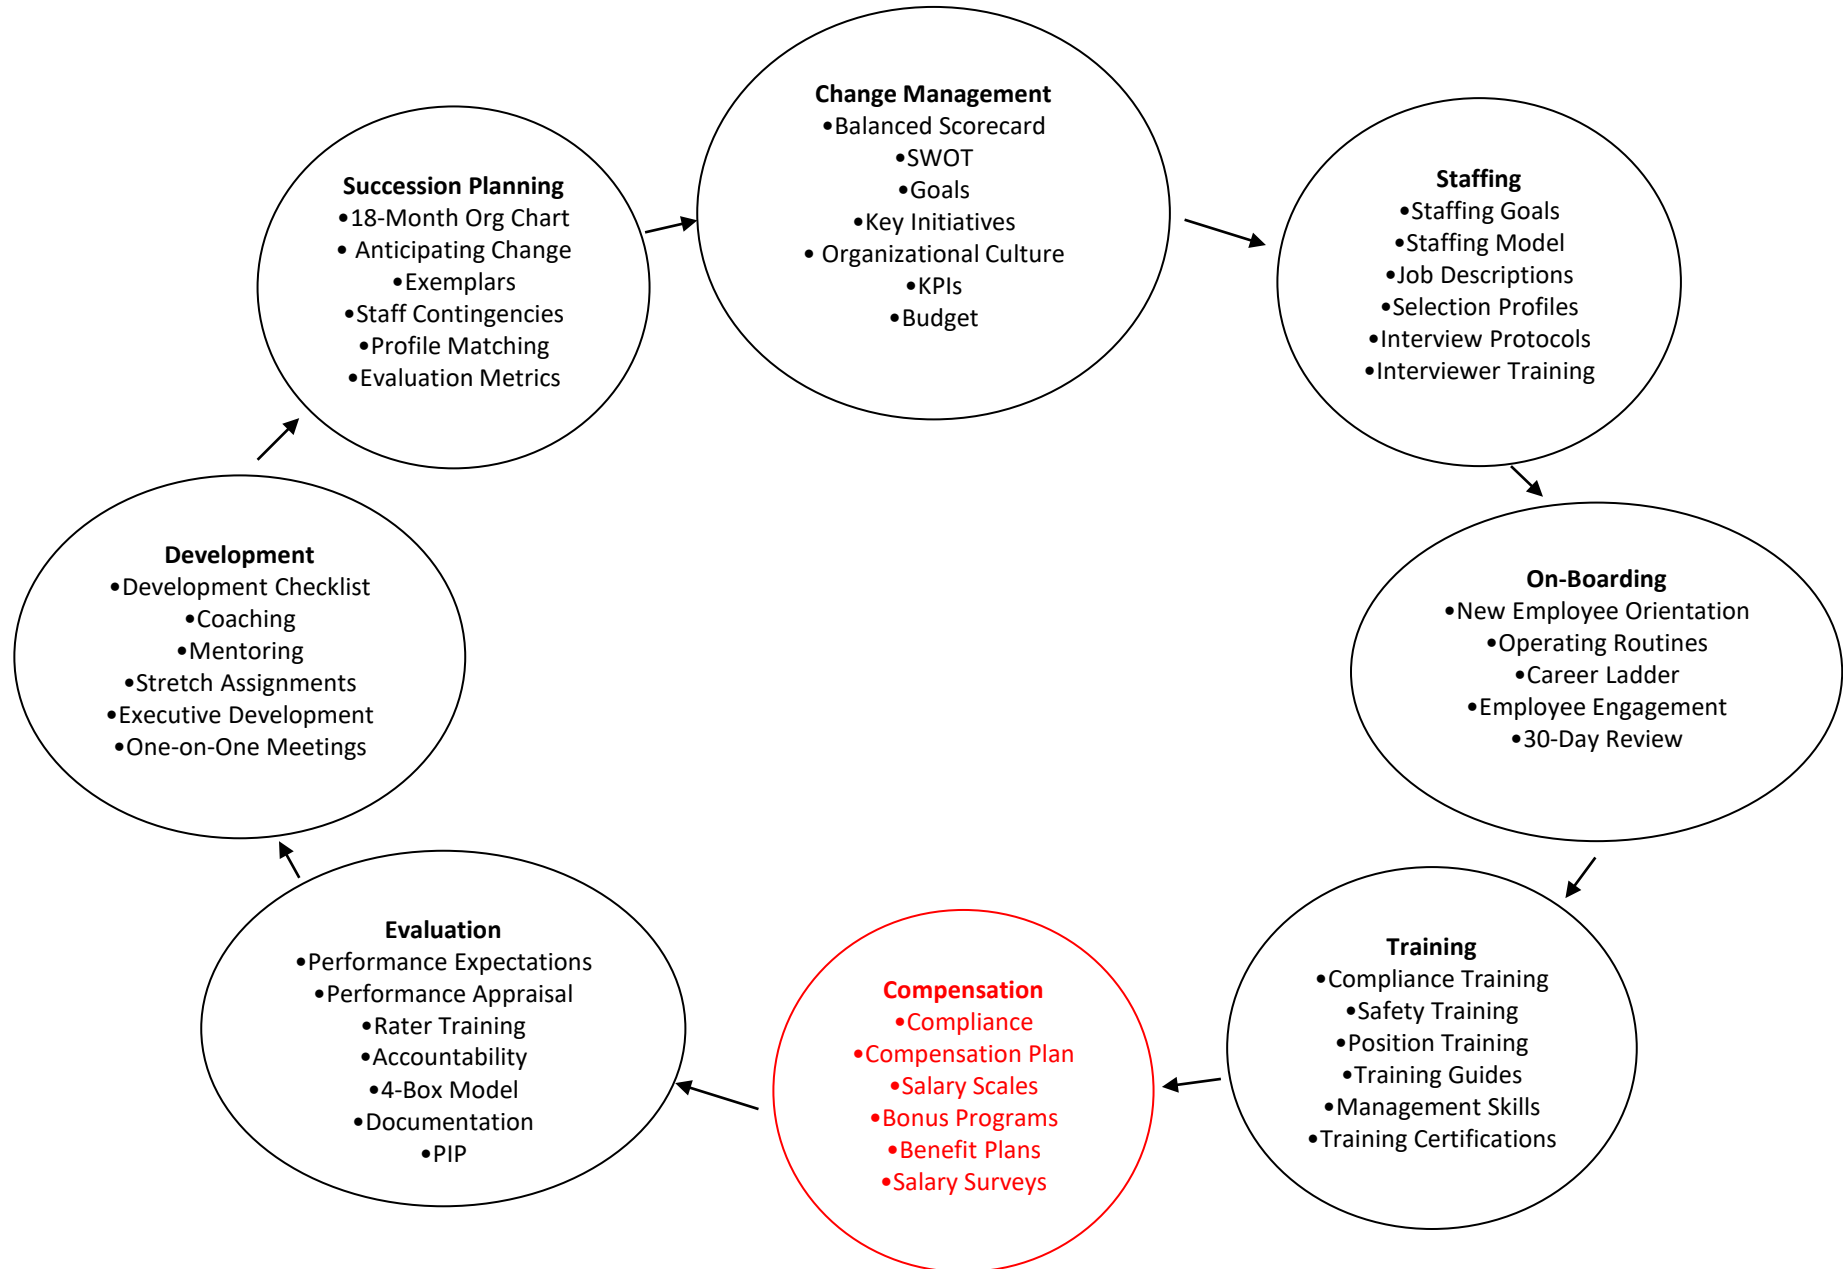 Change Management
•Balanced Scorecard
•SWOT
•Goals
•Key Initiatives
• Organizational Culture
•KPIs
•Budget
Staffing
•Staffing Goals
•Staffing Model
•Job Descriptions
•Selection Profiles
•Interview Protocols
•Interviewer Training
On-Boarding
•New Employee Orientation
•Operating Routines
•Career Ladder
•Employee Engagement
•30-Day Review
Training
•Compliance Training
•Safety Training
•Position Training
•Training Guides
•Management Skills
•Training Certifications
Compensation
•Compliance
•Compensation Plan
•Salary Scales
•Bonus Programs
•Benefit Plans
•Salary Surveys
Evaluation
•Performance Expectations
•Performance Appraisal
•Rater Training
•Accountability
•4-Box Model
•Documentation
•PIP
Development
•Development Checklist
•Coaching
•Mentoring
•Stretch Assignments
•Executive Development
•One-on-One Meetings
Succession Planning
•18-Month Org Chart
• Anticipating Change
•Exemplars
•Staff Contingencies
•Profile Matching
•Evaluation Metrics